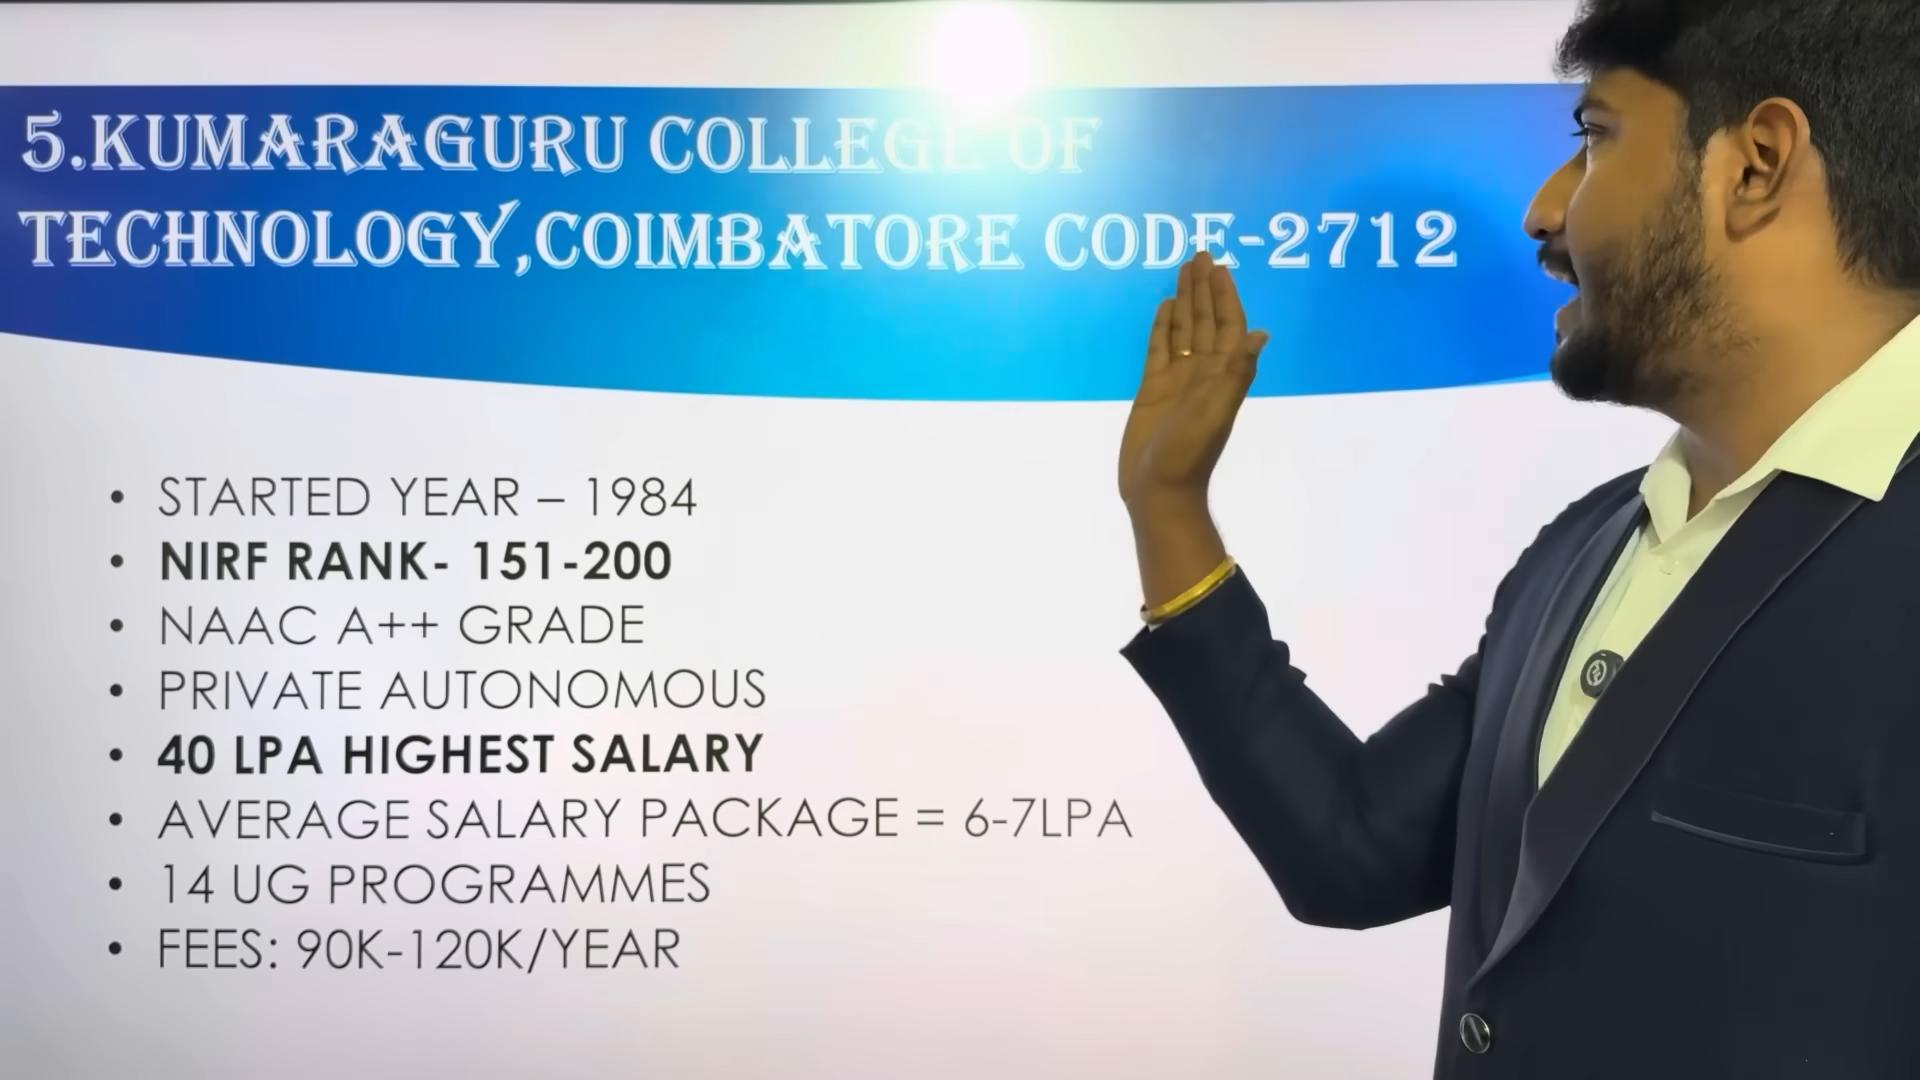 5.KUMARAGURU COLLEGE OF
TECHNOLOGY,COIMBATORE CODE-2712
• STARTED YEAR – 1984
• NIRF RANK- 151-200
• NAAC A++ GRADE
• PRIVATE AUTONOMOUS
• 40 LPA HIGHEST SALARY
• AVERAGE SALARY PACKAGE = 6-7LPA
• 14 UG PROGRAMMES
• FEES: 90K-120K/YEAR